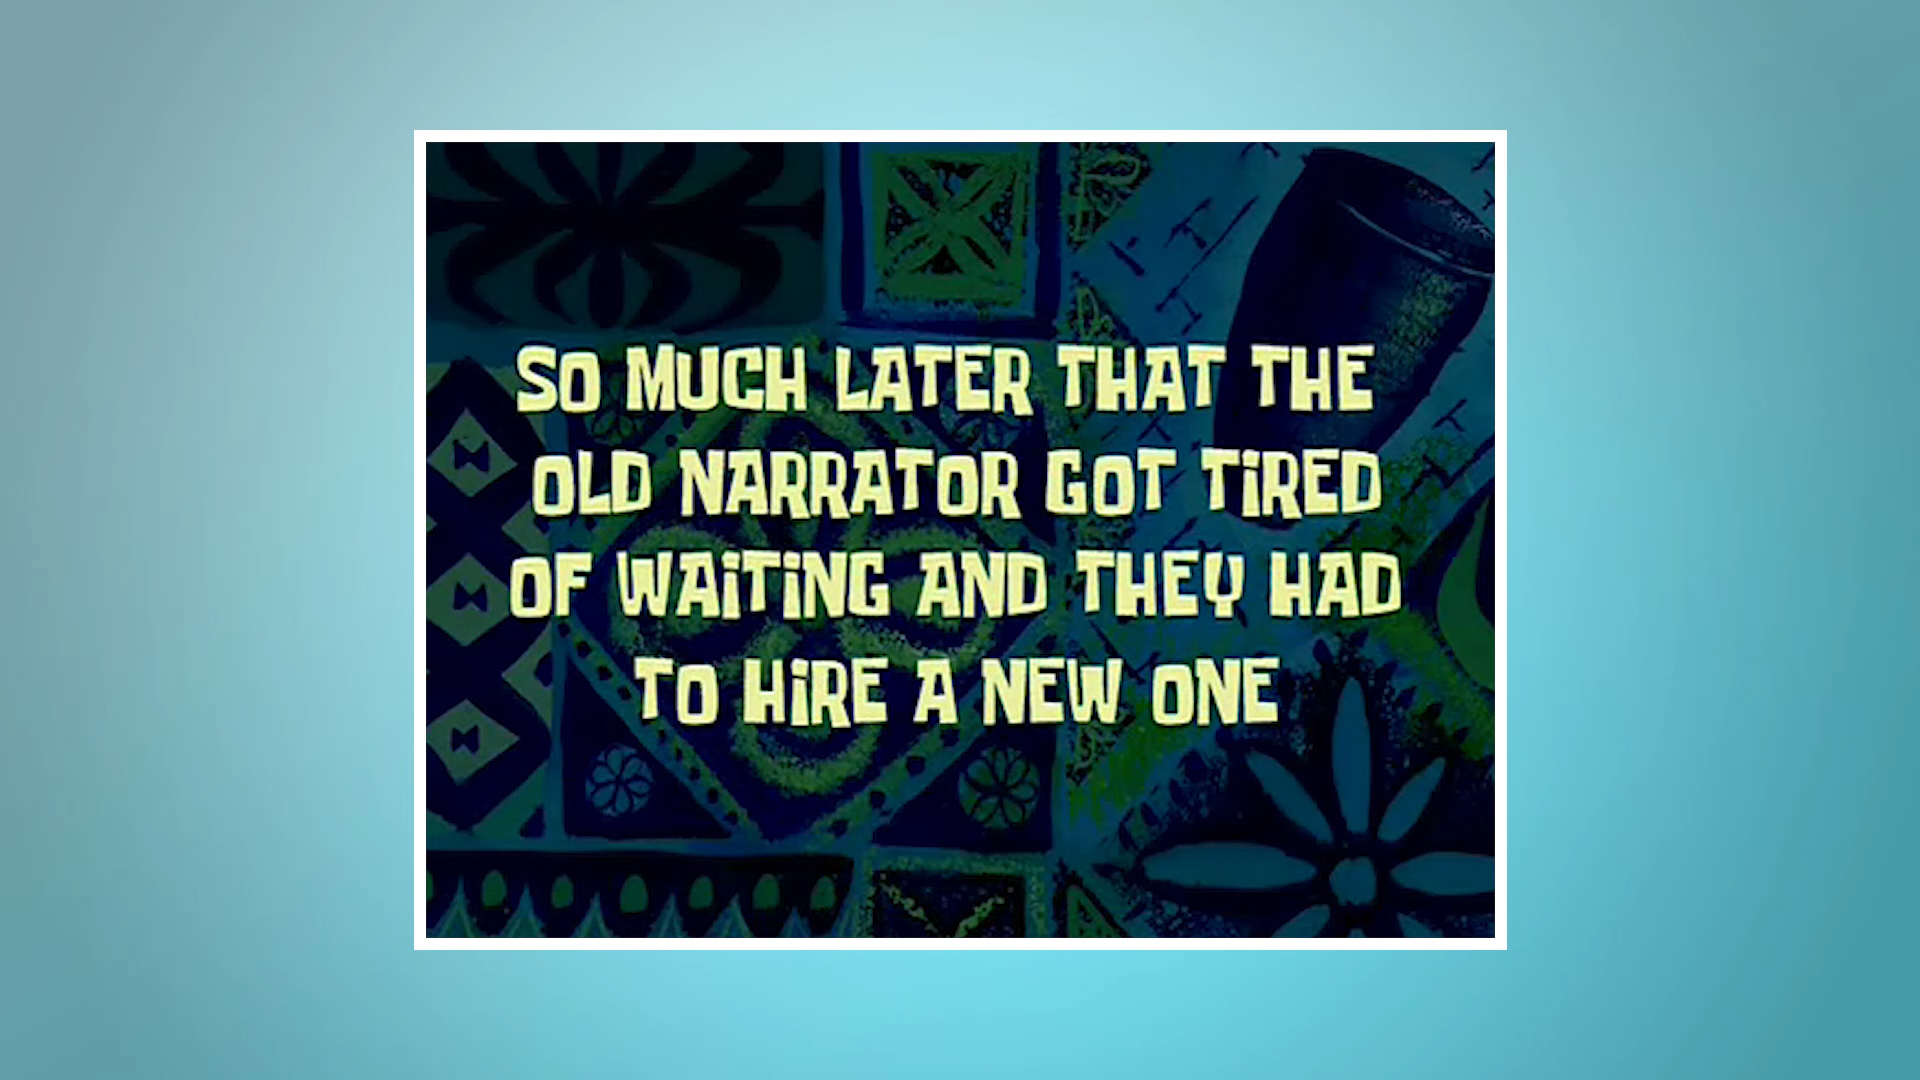 SO MUCH LATER THAT THE
OLD NARRATOR GOT TiRED
OF WAiTiNG AND THEY HAD
TO HiRE A NEW ONE